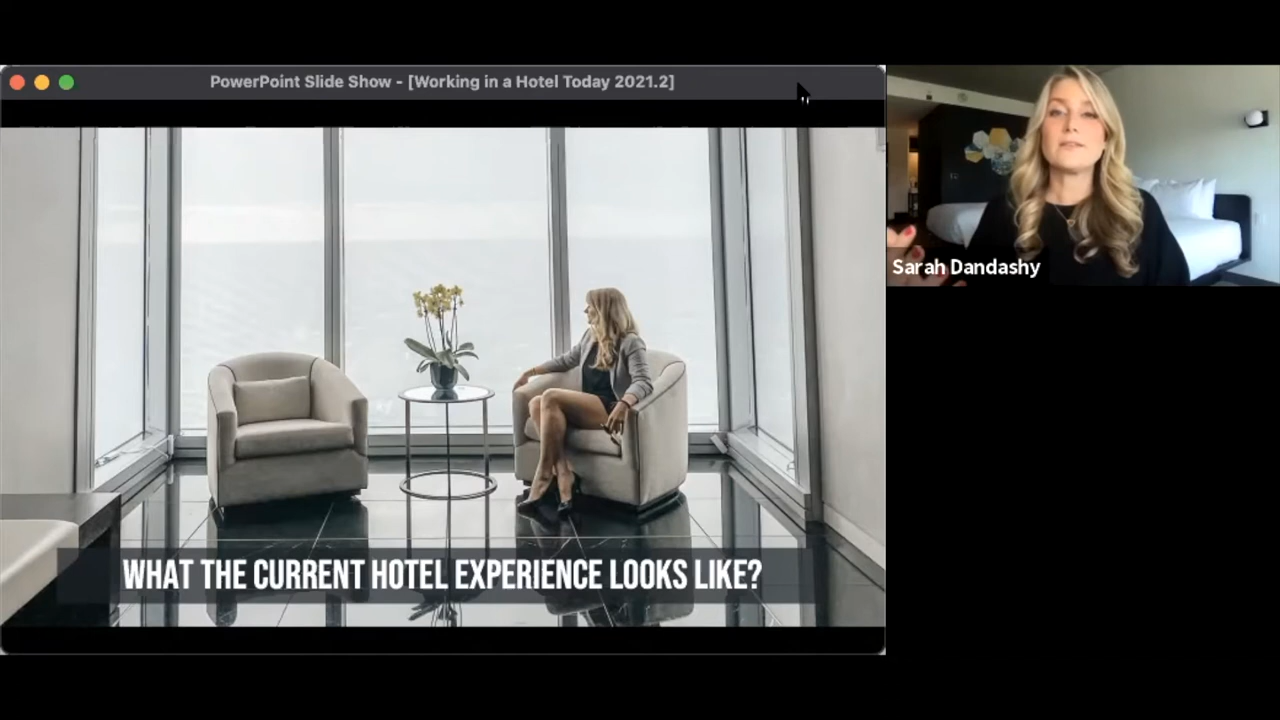 PowerPoint Slide Show - [Working in a Hotel Today 2021.2]
Sarah Dandashy
WHAT THE CURRENT HOTEL EXPERIENCE LOOKS LIKE?